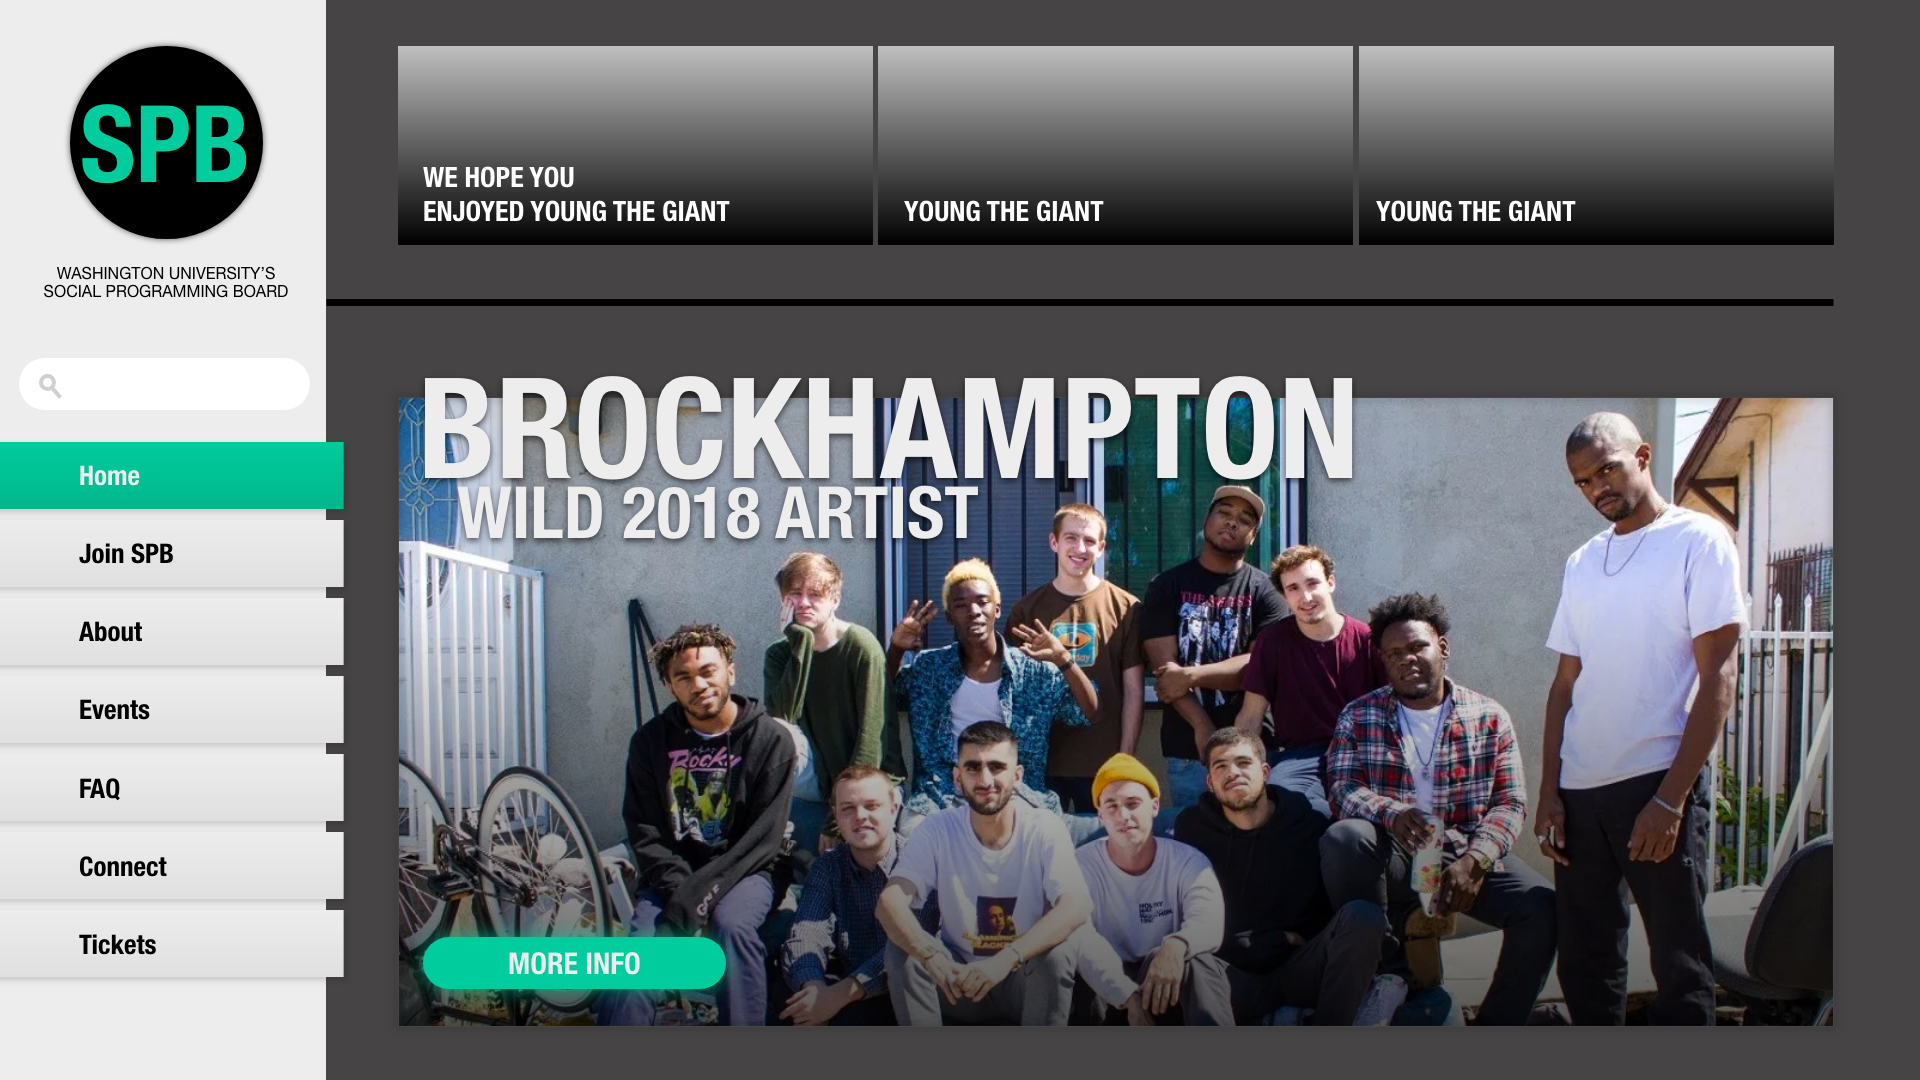 SPB
WASHINGTON UNIVERSITY’S
SOCIAL PROGRAMMING BOARD
Home
Join SPB
About
Events
FAQ
Connect
Tickets
WE HOPE YOU
ENJOYED YOUNG THE GIANT
YOUNG THE GIANT
YOUNG THE GIANT
BROCKHAMPTON
WILD 2018 ARTIST
Rocky
MORE INFO